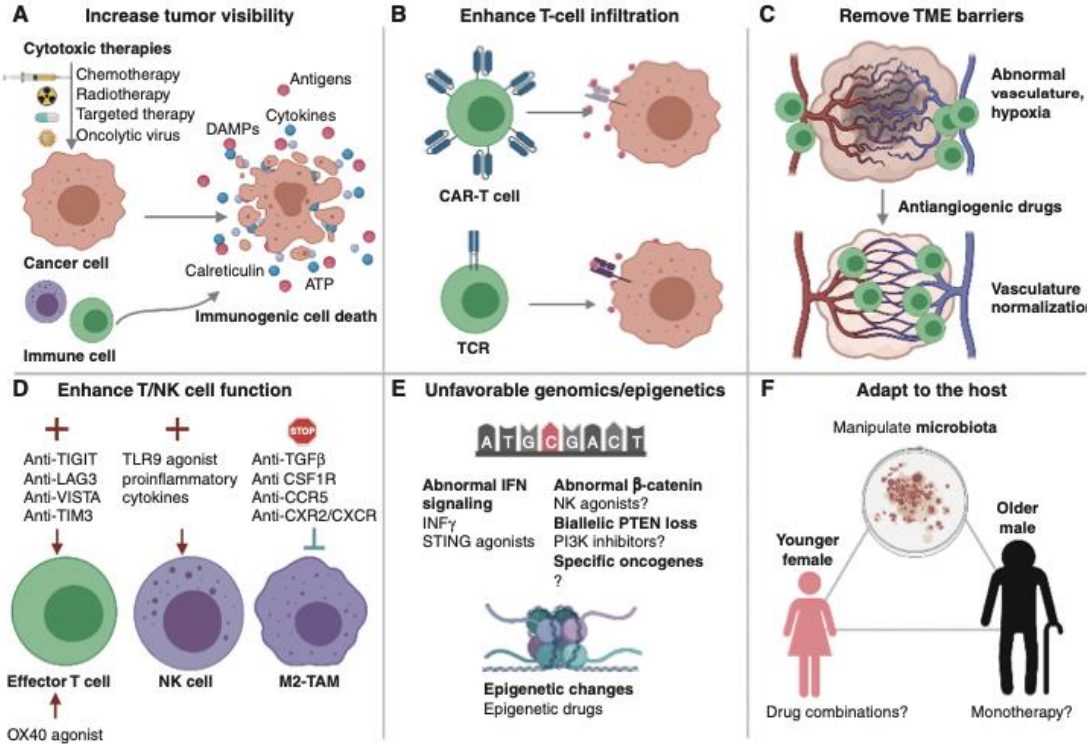 A Increase tumor visibility
Cytotoxic therapies
Chemotherapy
Radiotherapy
Targeted therapy
Oncolytic virus
Antigens
Cytokines
DAMPs
Cancer cell
Calreticulin
ATP
Immunogenic cell death
Immune cell
B Enhance T-cell infiltration
CAR-T cell
TCR
C Remove TME barriers
Abnormal
vasculature,
hypoxia
Antiangiogenic drugs
Vasculature
normalization
D Enhance T/NK cell function
Anti-TIGIT
Anti-LAG3
Anti-VISTA
Anti-TIM3
TLR9 agonist
proinflammatory
cytokines
STOP
Anti-TGFβ
Anti CSF1R
Anti-CCR5
Anti-CXR2/CXCR
Effector T cell
NK cell
M2-TAM
OX40 agonist
E Unfavorable genomics/epigenetics
A T G C G A C T
Abnormal IFN
signaling
INFγ
STING agonists
Abnormal β-catenin
NK agonists?
Biallelic PTEN loss
PI3K inhibitors?
Specific oncogenes
?
Epigenetic changes
Epigenetic drugs
F Adapt to the host
Manipulate microbiota
Younger
female
Older
male
Drug combinations?
Monotherapy?